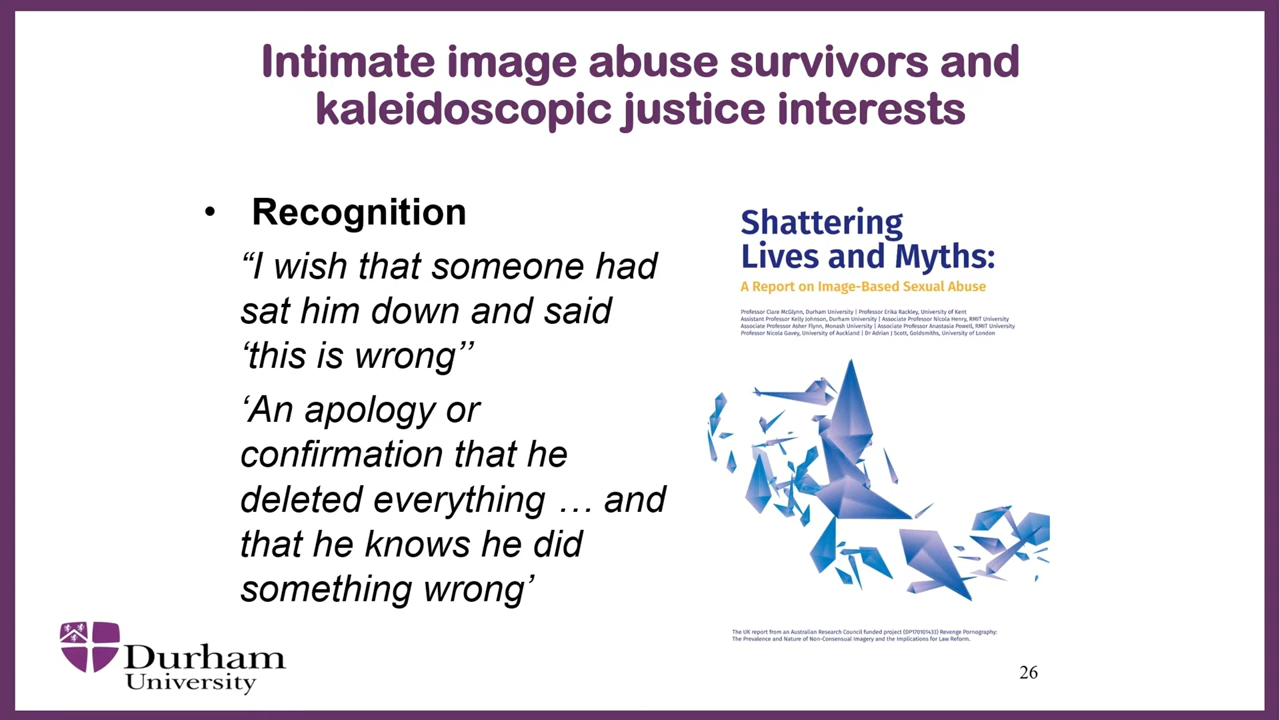 Intimate image abuse survivors and
kaleidoscopic justice interests
• Recognition
“I wish that someone had
sat him down and said
‘this is wrong’’
‘An apology or
confirmation that he
deleted everything … and
that he knows he did
something wrong’
Shattering
Lives and Myths:
A Report on Image-Based Sexual Abuse
Professor Clare McGlynn, Durham University | Professor Erika Rackley, University of Kent
Assistant Professor Kelly Johnson, Durham University | Associate Professor Nicola Henry, RMIT University
Associate Professor Asher Flynn, Monash University | Associate Professor Anastasia Powell, RMIT University
Professor Nicola Gavey, University of Auckland | Dr Adrian J Scott, Goldsmiths, University of London
The UK report from an Australian Research Council funded project (DP170101433) Revenge Pornography:
The Prevalence and Nature of Non-Consensual Imagery and the Implications for Law Reform.
Durham
University
26